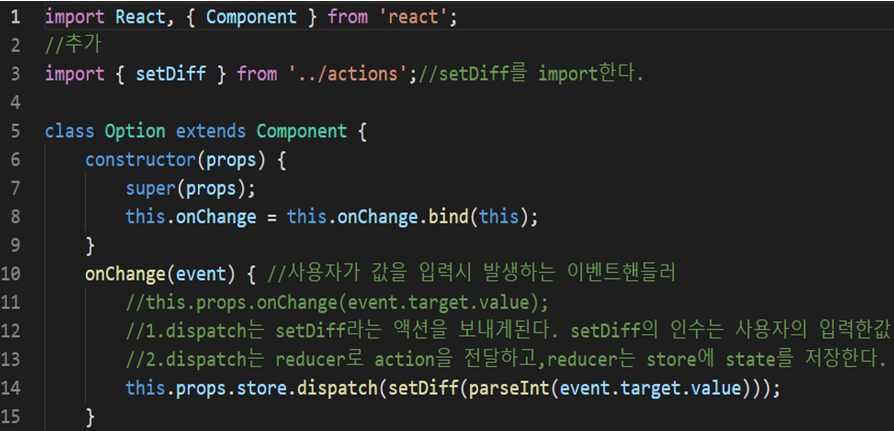 1 import React, { Component } from 'react';
2 //추가
3 import { setDiff } from '../actions';//setDiff를 import한다.
4
5 class Option extends Component {
6 constructor(props) {
7 super(props);
8 this.onChange = this.onChange.bind(this);
9 }
10 onChange(event) { //사용자가 값을 입력시 발생하는 이벤트핸들러
11 //this.props.onChange(event.target.value);
12 //1.dispatch는 setDiff라는 액션을 보내게된다. setDiff의 인수는 사용자의 입력한값
13 //2.dispatch는 reducer로 action을 전달하고,reducer는 store에 state를 저장한다.
14 this.props.store.dispatch(setDiff(parseInt(event.target.value)));
15 }